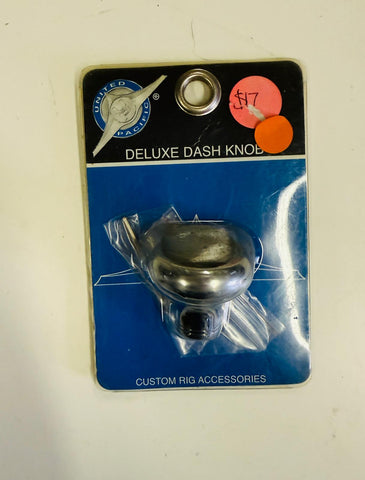 UNITED
PACIFIC
®
$17
DELUXE DASH KNOB
CUSTOM RIG ACCESSORIES